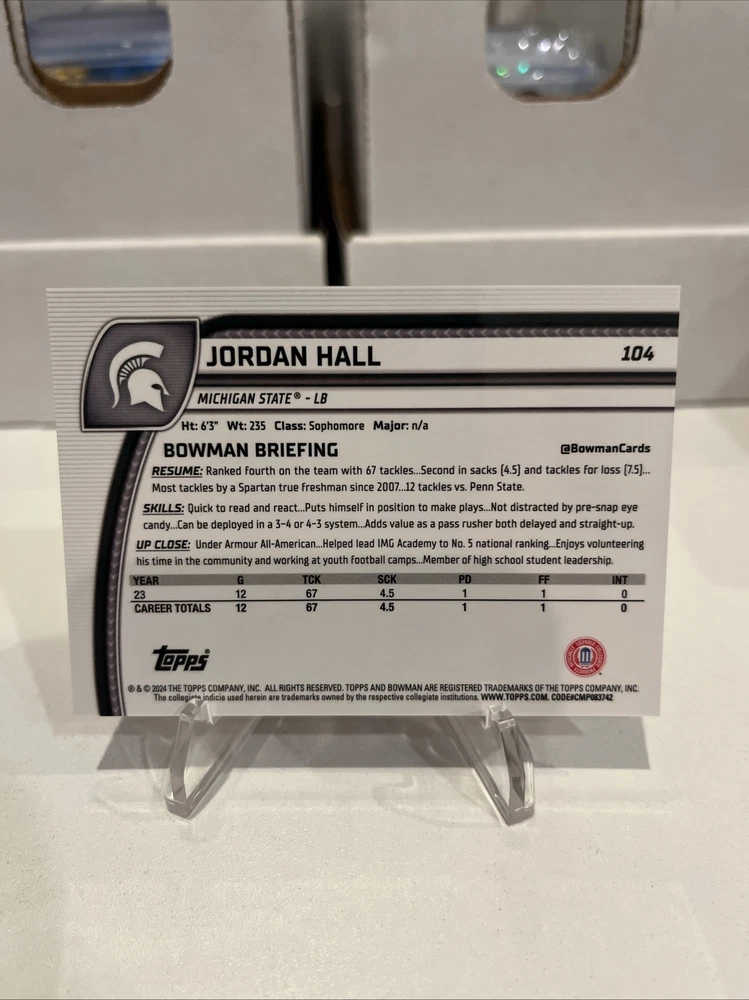 JORDAN HALL 104
MICHIGAN STATE® - LB
Ht: 6'3" Wt: 235 Class: Sophomore Major: n/a
BOWMAN BRIEFING @BowmanCards
RESUME: Ranked fourth on the team with 67 tackles...Second in sacks (4.5) and tackles for loss (7.5)...
Most tackles by a Spartan true freshman since 2007...12 tackles vs. Penn State.
SKILLS: Quick to read and react...Puts himself in position to make plays...Not distracted by pre-snap eye
candy...Can be deployed in a 3-4 or 4-3 system...Adds value as a pass rusher both delayed and straight-up.
UP CLOSE: Under Armour All-American...Helped lead IMG Academy to No. 5 national ranking...Enjoys volunteering
his time in the community and working at youth football camps...Member of high school student leadership.
YEAR G TCK SCK PD FF INT
23 12 67 4.5 1 1 0
CAREER TOTALS 12 67 4.5 1 1 0
Topps
® & © 2024 THE TOPPS COMPANY, INC. ALL RIGHTS RESERVED. TOPPS AND BOWMAN ARE REGISTERED TRADEMARKS OF THE TOPPS COMPANY, INC.
The collegiate indicia used herein are trademarks owned by the respective collegiate institutions. WWW.TOPPS.COM. CODE#CMP083742